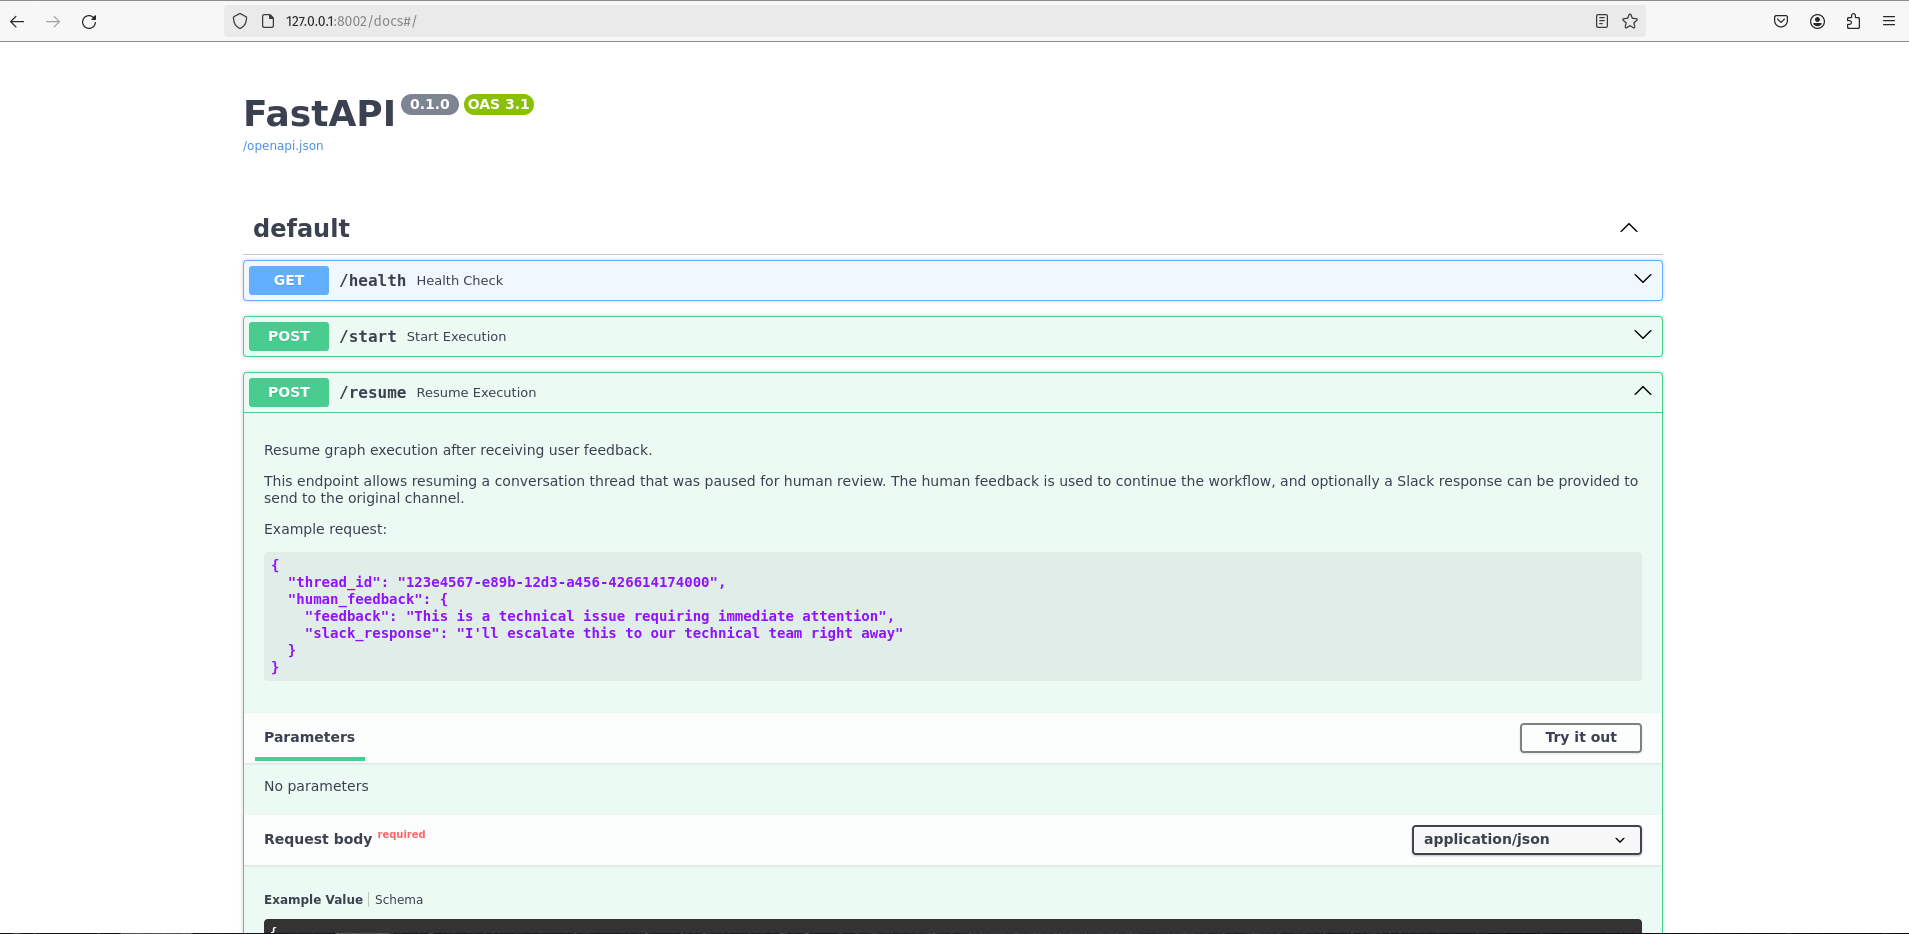 127.0.0.1:8002/docs#/
FastAPI 0.1.0 OAS 3.1
/openapi.json
default
GET /health Health Check
POST /start Start Execution
POST /resume Resume Execution
Resume graph execution after receiving user feedback.
This endpoint allows resuming a conversation thread that was paused for human review. The human feedback is used to continue the workflow, and optionally a Slack response can be provided to
send to the original channel.
Example request:
{
  "thread_id": "123e4567-e89b-12d3-a456-426614174000",
  "human_feedback": {
    "feedback": "This is a technical issue requiring immediate attention",
    "slack_response": "I'll escalate this to our technical team right away"
  }
}
Parameters Try it out
No parameters
Request body required application/json
Example Value Schema
{